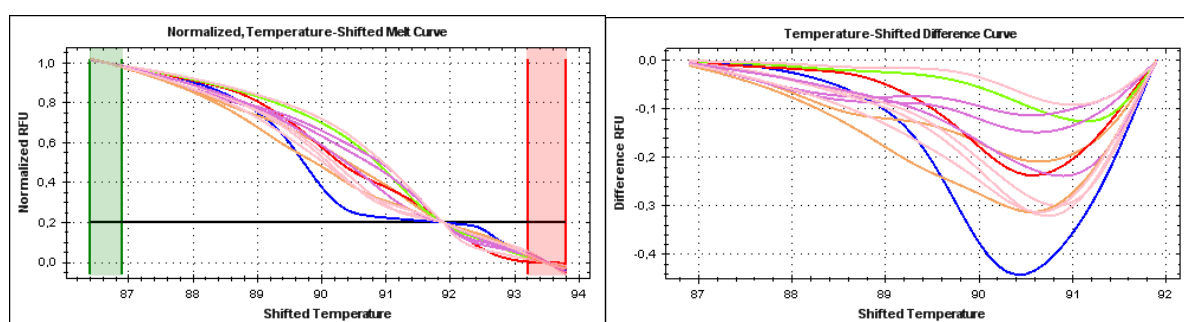 Normalized, Temperature-Shifted Melt Curve
Normalized RFU
1,0
0,8
0,6
0,4
0,2
0,0
87 88 89 90 91 92 93 94
Shifted Temperature
Temperature-Shifted Difference Curve
Difference RFU
0,0
-0,1
-0,2
-0,3
-0,4
87 88 89 90 91 92
Shifted Temperature